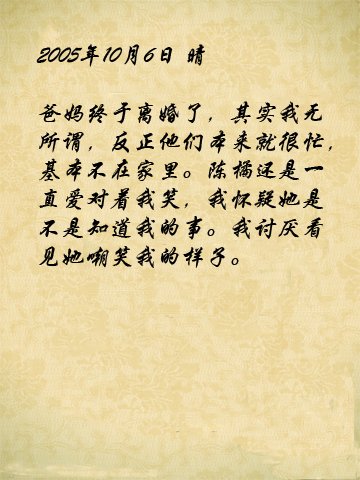 2005年10月6日 晴
爸妈终于离婚了，其实我无
所谓，反正他们本来就很忙，
基本不在家里。陈橘还是一
直爱对着我笑，我怀疑她是
不是知道我的事。我讨厌看
见她嘲笑我的样子。